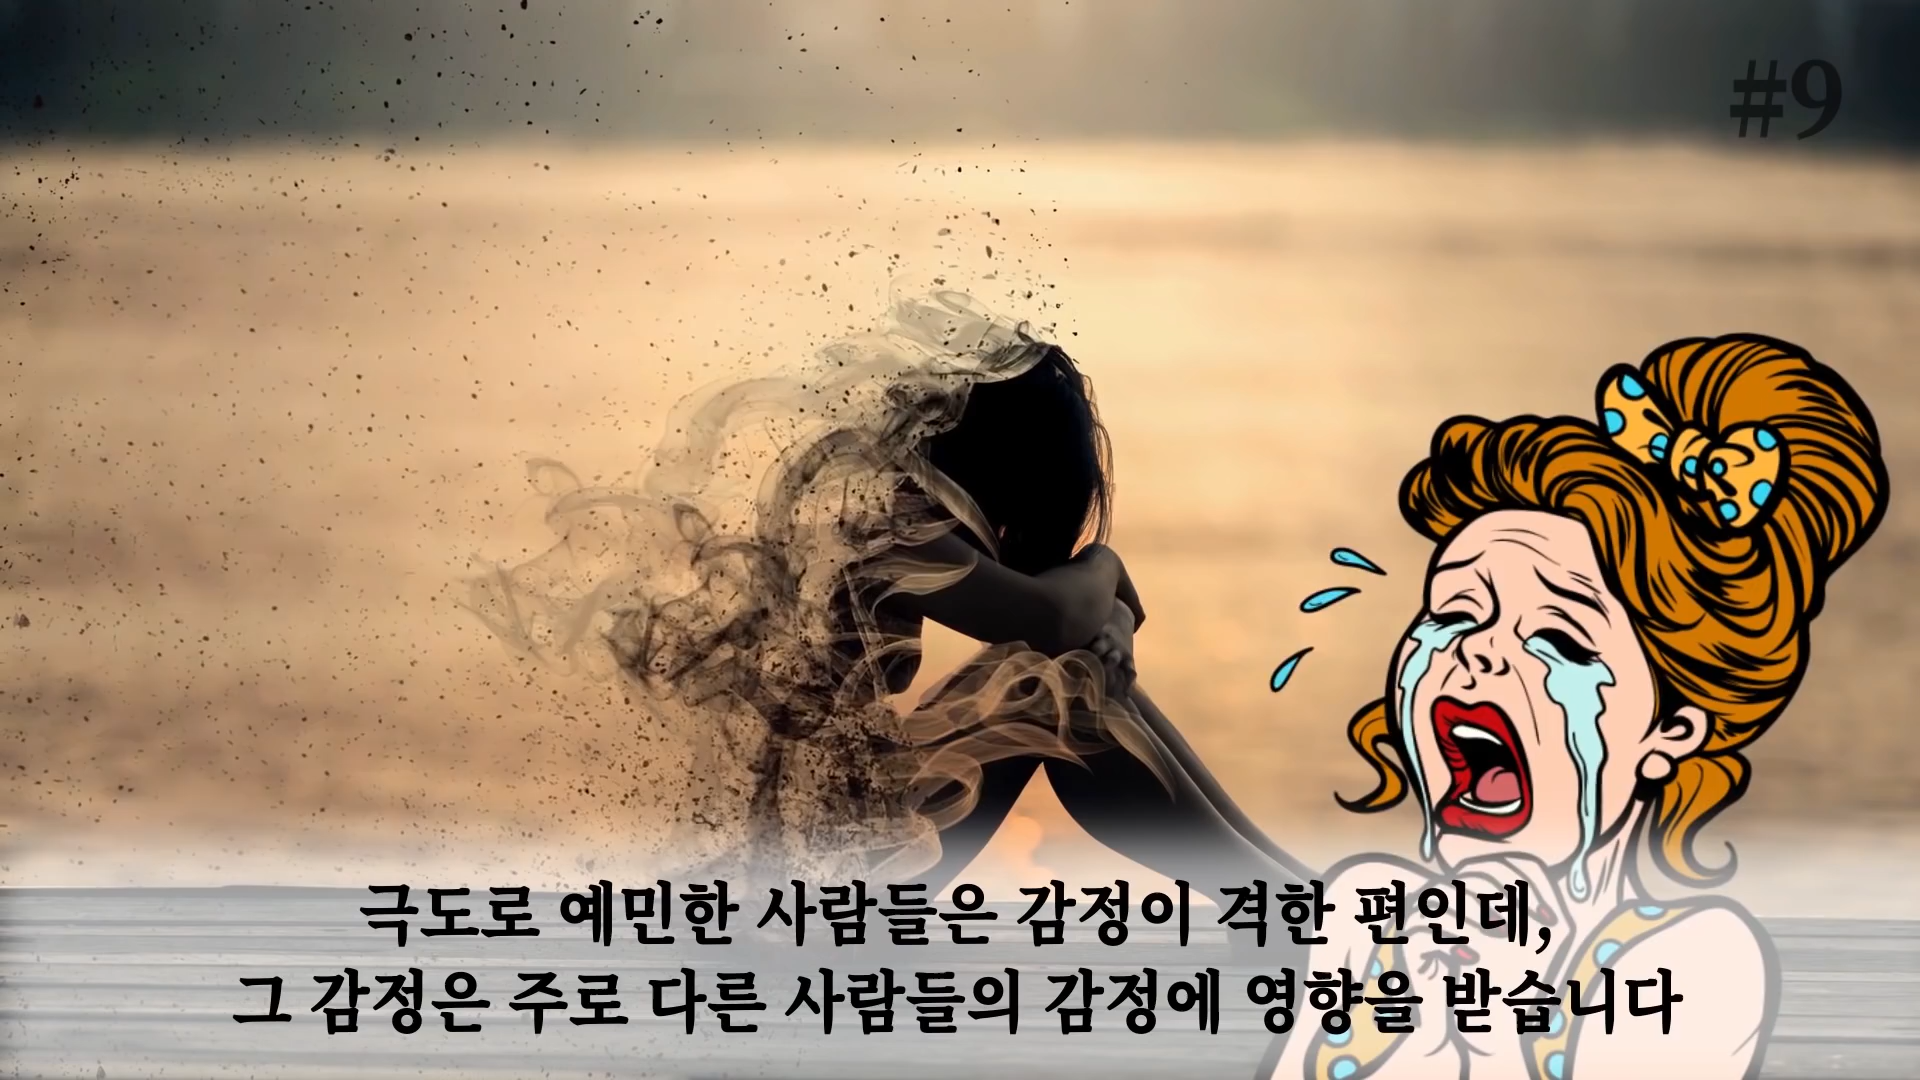 #9
극도로 예민한 사람들은 감정이 격한 편인데,
그 감정은 주로 다른 사람들의 감정에 영향을 받습니다